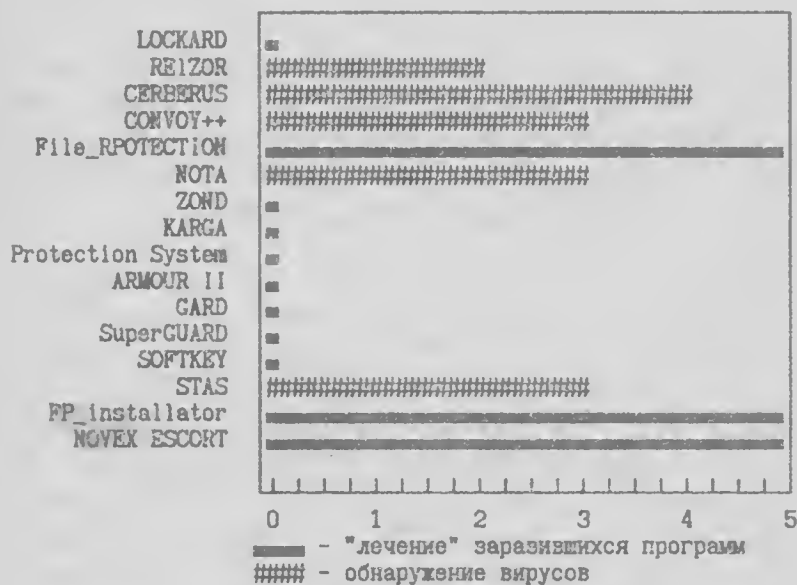 LOCKARD
RE1ZOR
CERBERUS
CONVOY++
File_RPOTECTiON
NOTA
ZOND
KARGA
Protection System
ARMOUR II
GARD
SuperGUARD
SOFTKEY
STAS
FP_installator
NOVEX ESCORT
0 1 2 3 4 5
- "лечение" заразившихся программ
- обнаружение вирусов